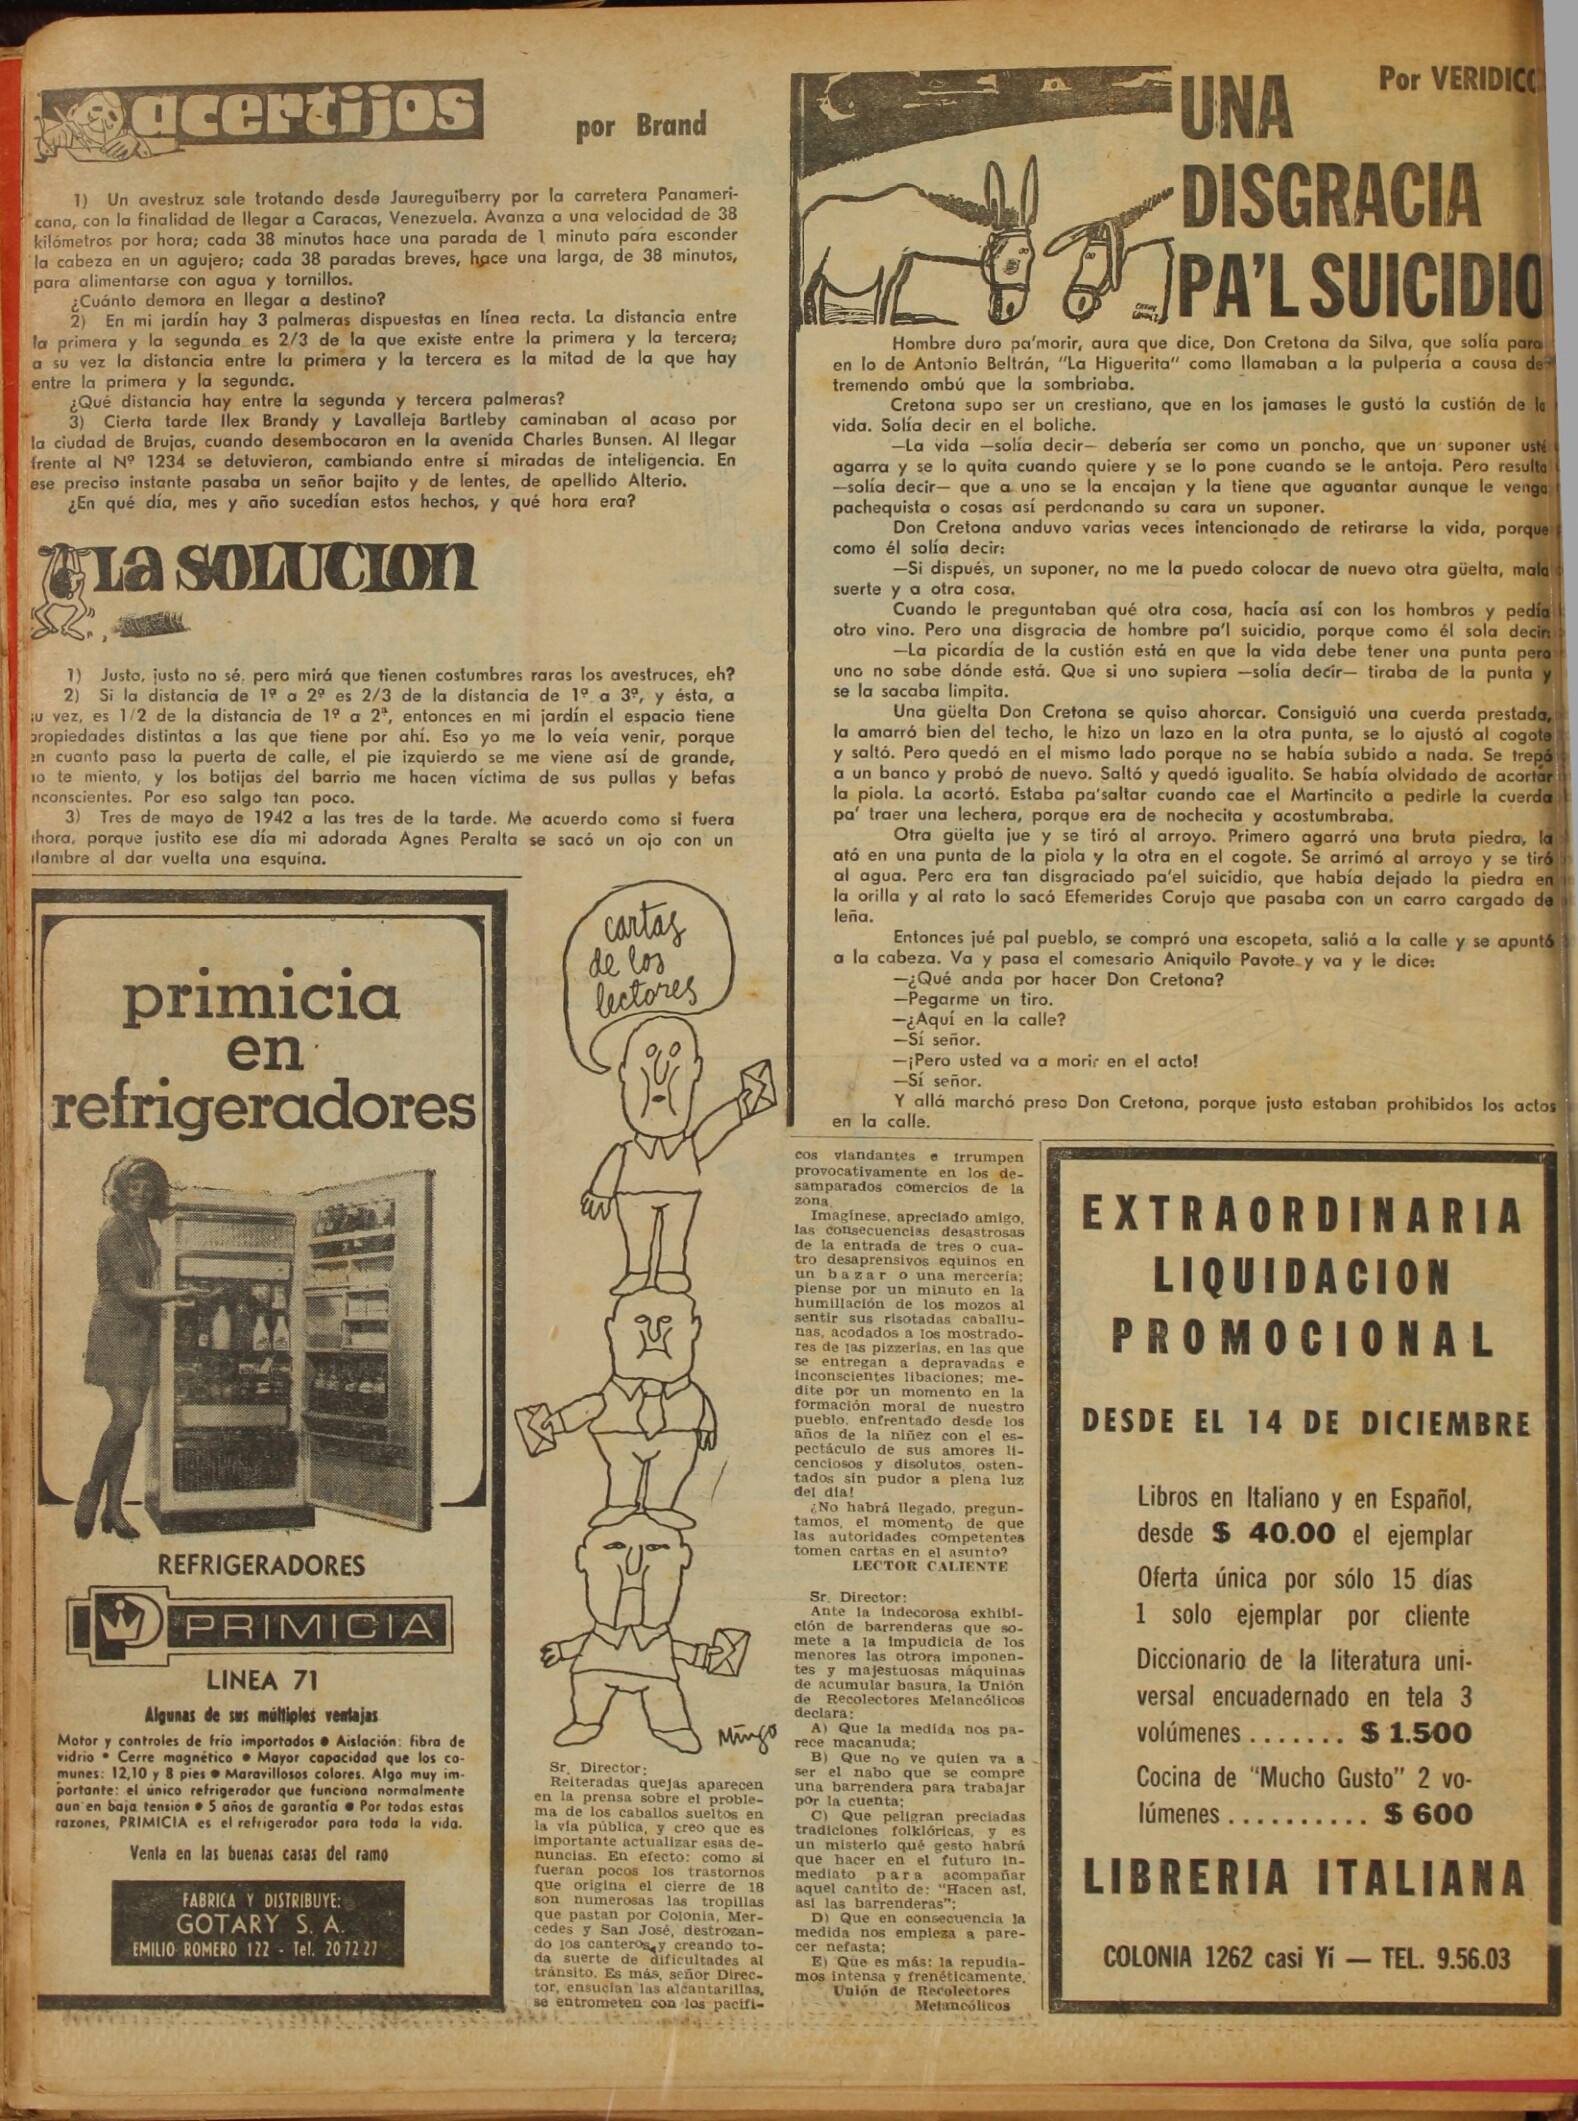 acertijos
por Brand
1) Un avestruz sale trotando desde Jaureguiberry por la carretera Panameri-
cana, con la finalidad de llegar a Caracas, Venezuela. Avanza a una velocidad de 38
kilómetros por hora; cada 38 minutos hace una parada de 1 minuto para esconder
la cabeza en un agujero; cada 38 paradas breves, hace una larga, de 38 minutos,
para alimentarse con agua y tornillos.
¿Cuánto demora en llegar a destino?
2) En mi jardín hay 3 palmeras dispuestas en línea recta. La distancia entre
la primera y la segunda es 2/3 de la que existe entre la primera y la tercera;
a su vez la distancia entre la primera y la tercera es la mitad de la que hay
entre la primera y la segunda.
¿Qué distancia hay entre la segunda y tercera palmeras?
3) Cierta tarde Ilex Brandy y Lavalleja Bartleby caminaban al acaso por
la ciudad de Brujas, cuando desembocaron en la avenida Charles Bunsen. Al llegar
frente al Nº 1234 se detuvieron, cambiando entre sí miradas de inteligencia. En
ese preciso instante pasaba un señor bajito y de lentes, de apellido Alterio.
¿En qué día, mes y año sucedían estos hechos, y qué hora era?
La SOLUCION
1) Justo, justo no sé, pero mirá que tienen costumbres raras los avestruces, eh?
2) Si la distancia de 1ª a 2ª es 2/3 de la distancia de 1ª a 3ª, y ésta, a
su vez, es 1/2 de la distancia de 1ª a 2ª, entonces en mi jardín el espacio tiene
propiedades distintas a las que tiene por ahí. Eso yo me lo veía venir, porque
en cuanto paso la puerta de calle, el pie izquierdo se me viene así de grande,
no te miento, y los botijas del barrio me hacen víctima de sus pullas y befas
inconscientes. Por eso salgo tan poco.
3) Tres de mayo de 1942 a las tres de la tarde. Me acuerdo como si fuera
ahora, porque justito ese día mi adorada Agnes Peralta se sacó un ojo con un
alambre al dar vuelta una esquina.
primicia
en
refrigeradores
REFRIGERADORES
PRIMICIA
LINEA 71
Algunas de sus múltiples ventajas
Motor y controles de frío importados • Aislación: fibra de
vidrio • Cerre magnético • Mayor capacidad que los co-
munes: 12,10 y 8 pies • Maravillosos colores. Algo muy im-
portante: el único refrigerador que funciona normalmente
aun en baja tensión • 5 años de garantía • Por todas estas
razones, PRIMICIA es el refrigerador para toda la vida.
Venta en las buenas casas del ramo
FABRICA Y DISTRIBUYE:
GOTARY S. A.
EMILIO ROMERO 122 - Tel. 20 72 27
cartas
de los
lectores
Mingo
Sr. Director:
Reiteradas quejas aparecen
en la prensa sobre el proble-
ma de los caballos sueltos en
la vía pública, y creo que es
importante actualizar esas de-
nuncias. En efecto: como si
fueran pocos los trastornos
que origina el cierre de 18
son numerosas las tropillas
que pastan por Colonia, Mer-
cedes y San José, destrozan-
do los canteros y creando to-
da suerte de dificultades al
tránsito. Es más, señor Direc-
tor, ensucian las alcantarillas,
se entrometen con los pacífi-
cos viandantes e irrumpen
provocativamente en los de-
samparados comercios de la
zona.
Imagínese, apreciado amigo,
las consecuencias desastrosas
de la entrada de tres o cua-
tro desaprensivos equinos en
un bazar o una mercería;
piense por un minuto en la
humillación de los mozos al
sentir sus risotadas caballu-
nas, acodados a los mostrado-
res de las pizzerías, en las que
se entregan a depravadas e
inconscientes libaciones; me-
dite por un momento en la
formación moral de nuestro
pueblo, enfrentado desde los
años de la niñez con el es-
pectáculo de sus amores li-
cenciosos y disolutos, osten-
tados sin pudor a plena luz
del día!
¿No habrá llegado, pregun-
tamos, el momento de que
las autoridades competentes
tomen cartas en el asunto?
LECTOR CALIENTE
Sr. Director:
Ante la indecorosa exhibi-
ción de barrenderas que so-
mete a la impudicia de los
menores las otrora imponen-
tes y majestuosas máquinas
de acumular basura, la Unión
de Recolectores Melancólicos
declara:
A) Que la medida nos pa-
rece macanuda;
B) Que no ve quien va a
ser el nabo que se compre
una barrendera para trabajar
por la cuenta;
C) Que peligran preciadas
tradiciones folklóricas, y es
un misterio qué gesto habrá
que hacer en el futuro in-
mediato para acompañar
aquel cantito de: "Hacen así,
así las barrenderas";
D) Que en consecuencia la
medida nos empieza a pare-
cer nefasta;
E) Que es más: la repudia-
mos intensa y frenéticamente.
Unión de Recolectores
Melancólicos
Por VERIDICO
UNA
DISGRACIA
PA'L SUICIDIO
Hombre duro pa'morir, aura que dice, Don Cretona da Silva, que solía para
en lo de Antonio Beltrán, "La Higuerita" como llamaban a la pulpería a causa de
tremendo ombú que la sombriaba.
Cretona supo ser un crestiano, que en los jamases le gustó la custión de la
vida. Solía decir en el boliche.
—La vida —solía decir— debería ser como un poncho, que un suponer usté
agarra y se lo quita cuando quiere y se lo pone cuando se le antoja. Pero resulta
—solía decir— que a uno se la encajan y la tiene que aguantar aunque le venga
pachequista o cosas así perdonando su cara un suponer.
Don Cretona anduvo varias veces intencionado de retirarse la vida, porque
como él solía decir:
—Si dispués, un suponer, no me la puedo colocar de nuevo otra güelta, mala
suerte y a otra cosa.
Cuando le preguntaban qué otra cosa, hacía así con los hombros y pedía
otro vino. Pero una disgracia de hombre pa'l suicidio, porque como él sola decir:
—La picardía de la custión está en que la vida debe tener una punta pero
uno no sabe dónde está. Que si uno supiera —solía decir— tiraba de la punta y
se la sacaba limpita.
Una güelta Don Cretona se quiso ahorcar. Consiguió una cuerda prestada,
la amarró bien del techo, le hizo un lazo en la otra punta, se lo ajustó al cogote
y saltó. Pero quedó en el mismo lado porque no se había subido a nada. Se trepó
a un banco y probó de nuevo. Saltó y quedó igualito. Se había olvidado de acortar
la piola. La acortó. Estaba pa'saltar cuando cae el Martincito a pedirle la cuerda
pa' traer una lechera, porque era de nochecita y acostumbraba.
Otra güelta jue y se tiró al arroyo. Primero agarró una bruta piedra, la
ató en una punta de la piola y la otra en el cogote. Se arrimó al arroyo y se tiró
al agua. Pero era tan disgraciado pa'el suicidio, que había dejado la piedra en
la orilla y al rato lo sacó Efemerides Corujo que pasaba con un carro cargado de
leña.
Entonces jué pal pueblo, se compró una escopeta, salió a la calle y se apuntó
a la cabeza. Va y pasa el comesario Aniquilo Pavote y va y le dice:
—¿Qué anda por hacer Don Cretona?
—Pegarme un tiro.
—¿Aquí en la calle?
—Sí señor.
—¡Pero usted va a morir en el acto!
—Sí señor.
Y allá marchó preso Don Cretona, porque justo estaban prohibidos los actos
en la calle.
EXTRAORDINARIA
LIQUIDACION
PROMOCIONAL
DESDE EL 14 DE DICIEMBRE
Libros en Italiano y en Español,
desde $ 40.00 el ejemplar
Oferta única por sólo 15 días
1 solo ejemplar por cliente
Diccionario de la literatura uni-
versal encuadernado en tela 3
volúmenes ....... $ 1.500
Cocina de "Mucho Gusto" 2 vo-
lúmenes .......... $ 600
LIBRERIA ITALIANA
COLONIA 1262 casi Yí — TEL. 9.56.03